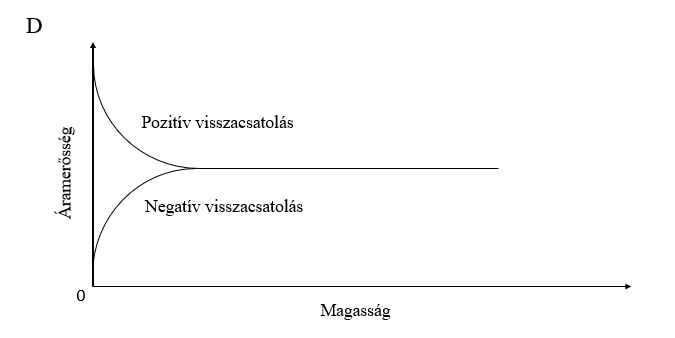 D
Pozitív visszacsatolás
Áramerősség
Negatív visszacsatolás
0
Magasság